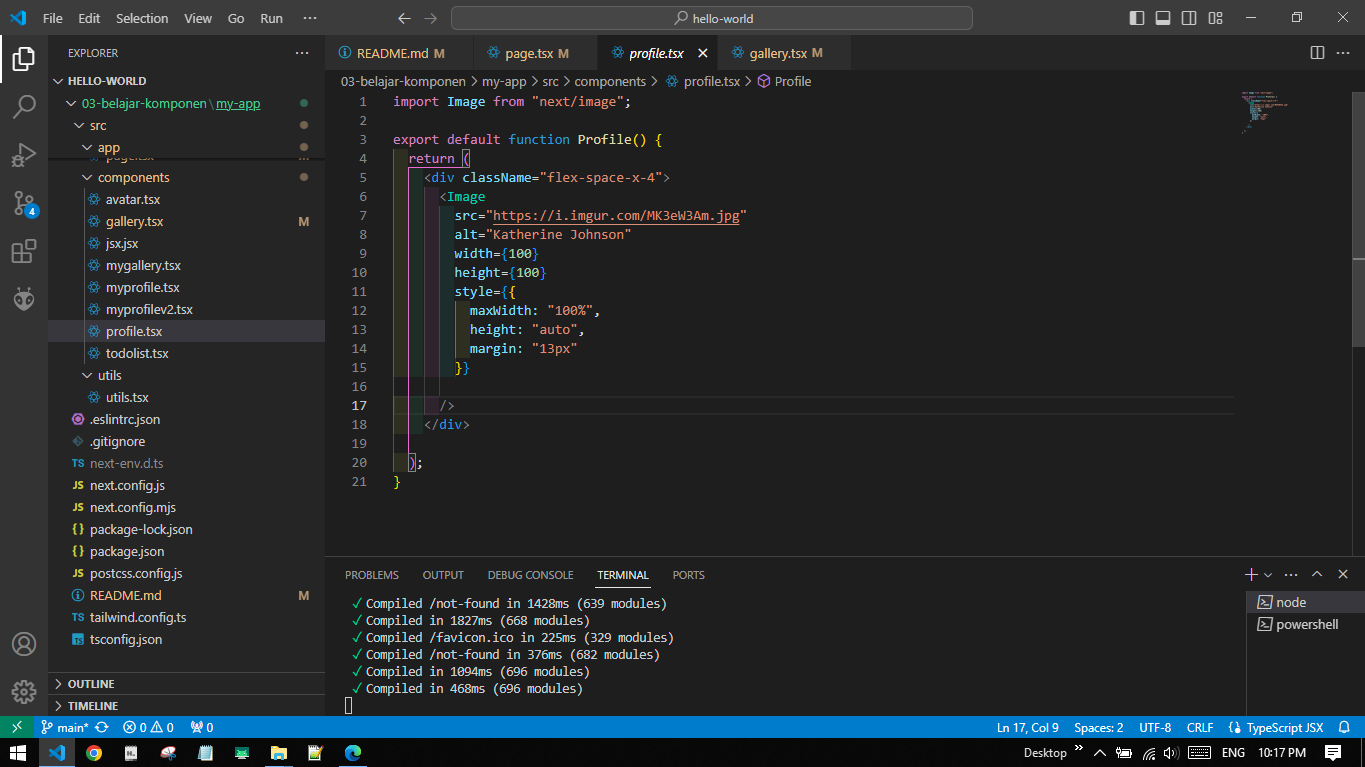 File Edit Selection View Go Run ··· hello-world
EXPLORER ···
HELLO-WORLD
03-belajar-komponen\my-app
src
app
components
avatar.tsx
gallery.tsx M
jsx.jsx
mygallery.tsx
myprofile.tsx
myprofilev2.tsx
profile.tsx
todolist.tsx
utils
utils.tsx
.eslintrc.json
.gitignore
TS next-env.d.ts
JS next.config.js
JS next.config.mjs
{ } package-lock.json
{ } package.json
JS postcss.config.js
README.md M
TS tailwind.config.ts
tsconfig.json
OUTLINE
TIMELINE
README.md M page.tsx M profile.tsx gallery.tsx M
03-belajar-komponen > my-app > src > components > profile.tsx > Profile
1 import Image from "next/image";
2
3 export default function Profile() {
4 return (
5 <div className="flex-space-x-4">
6 <Image
7 src="https://i.imgur.com/MK3eW3Am.jpg"
8 alt="Katherine Johnson"
9 width={100}
10 height={100}
11 style={{
12 maxWidth: "100%",
13 height: "auto",
14 margin: "13px"
15 }}
16
17 />
18 </div>
19
20 );
21 }
PROBLEMS OUTPUT DEBUG CONSOLE TERMINAL PORTS
✓ Compiled /not-found in 1428ms (639 modules)
✓ Compiled in 1827ms (668 modules)
✓ Compiled /favicon.ico in 225ms (329 modules)
✓ Compiled /not-found in 376ms (682 modules)
✓ Compiled in 1094ms (696 modules)
✓ Compiled in 468ms (696 modules)
node
powershell
4
main* 0 0 0 Ln 17, Col 9 Spaces: 2 UTF-8 CRLF TypeScript JSX
Desktop ENG 10:17 PM